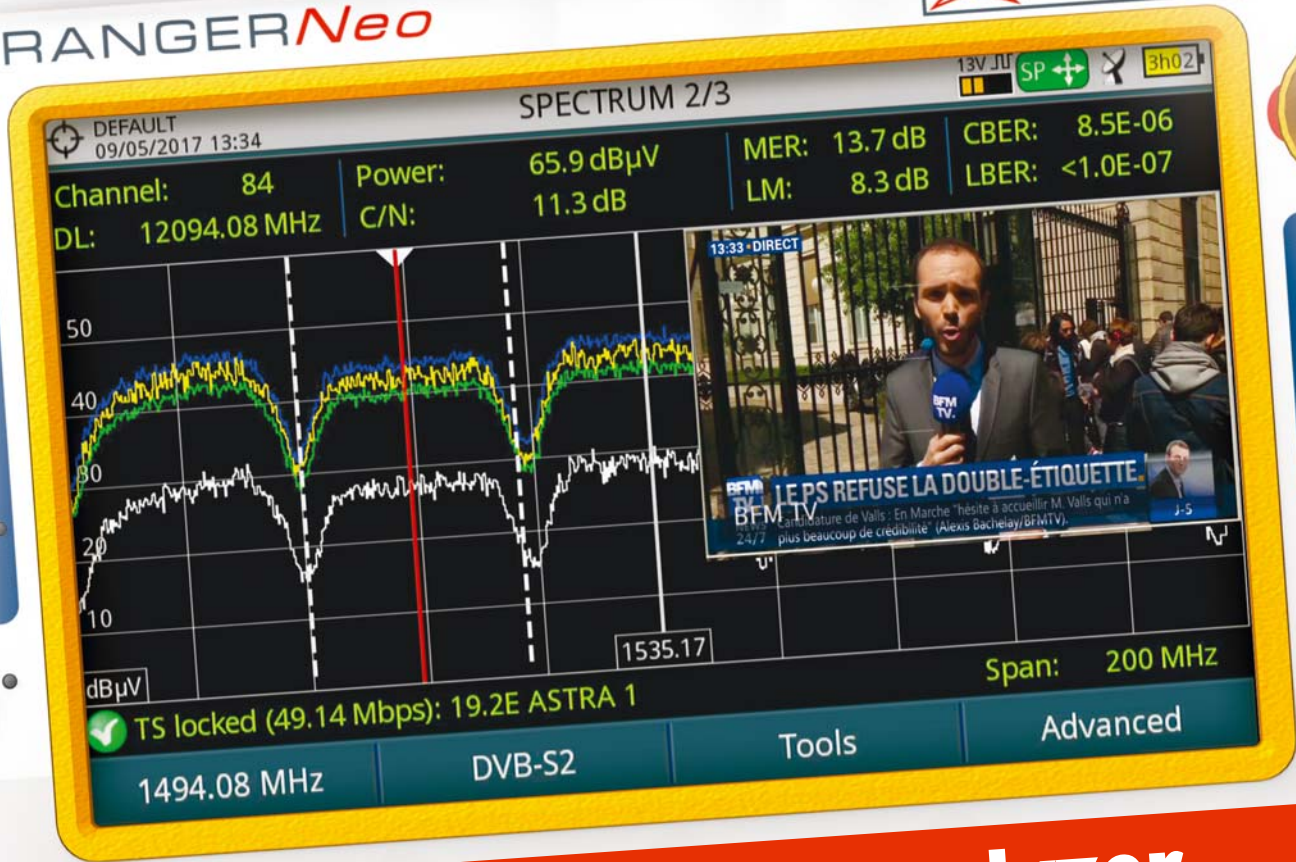 RANGERNeo
DEFAULT
09/05/2017 13:34
SPECTRUM 2/3
13V
SP
3h02
Channel: 84
DL: 12094.08 MHz
Power: 65.9 dBµV
C/N: 11.3 dB
MER: 13.7 dB
LM: 8.3 dB
CBER: 8.5E-06
LBER: <1.0E-07
50
40
30
20
10
dBµV
1535.17
13:33 DIRECT
BFM
TV.
BFM
LE PS REFUSE LA DOUBLE-ÉTIQUETTE
BFM TV
24/7
Candidature de Valls : En Marche "hésite à accueillir M. Valls qui n'a
plus beaucoup de crédibilité" (Alexis Bachelay/BFMTV).
J-5
Span: 200 MHz
TS locked (49.14 Mbps): 19.2E ASTRA 1
1494.08 MHz
DVB-S2
Tools
Advanced